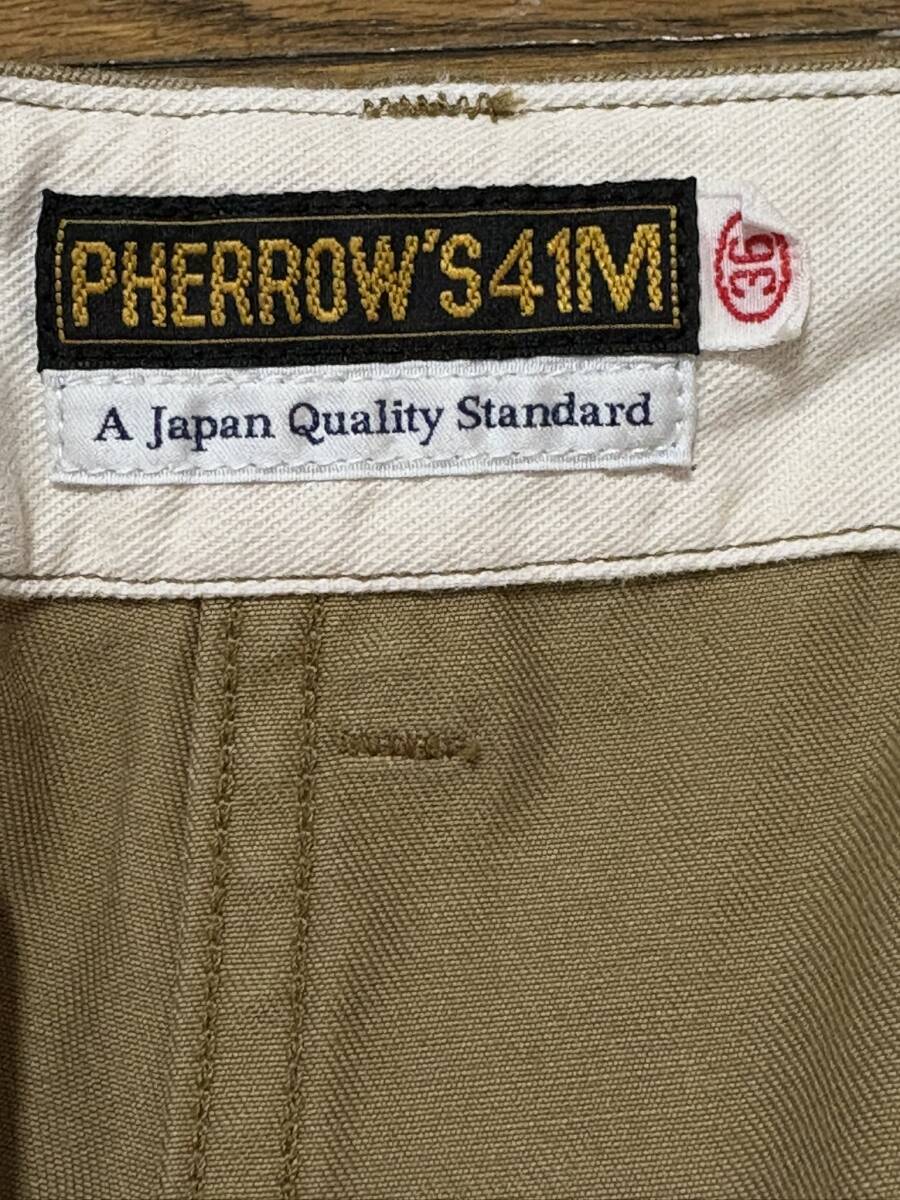 PHERROW'S41M
36
A Japan Quality Standard